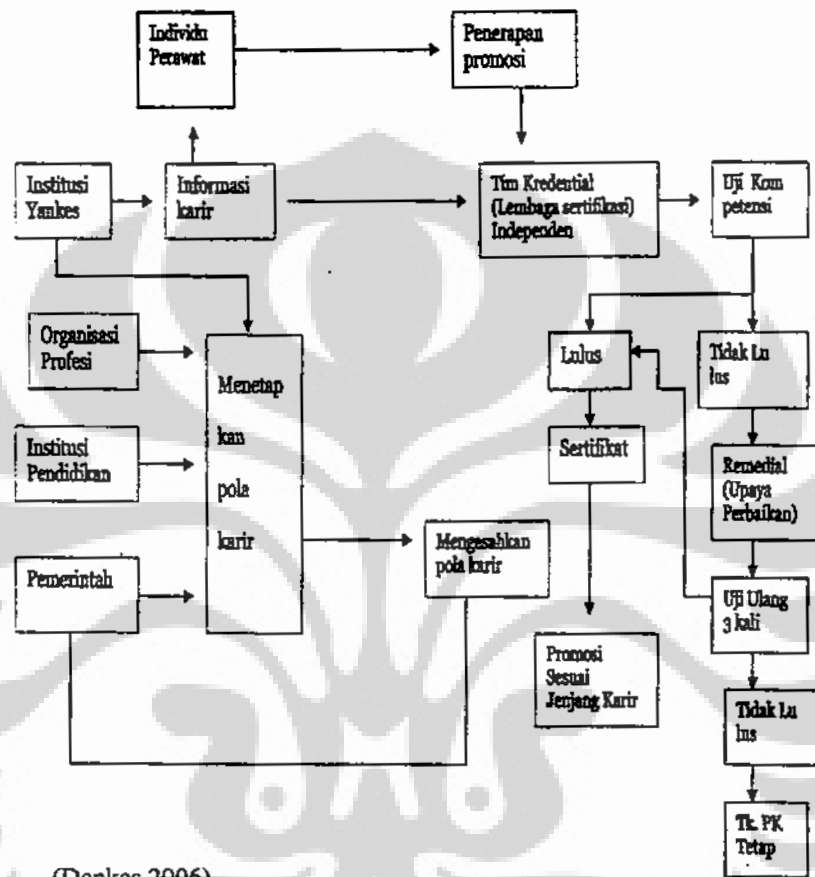 Individu
Perawat
Penerapan
promosi
Institusi
Yankes
Informasi
karir
Tim Kredential
(Lembaga sertifikasi)
Independen
Uji Kom
petensi
Organisasi
Profesi
Menetap
kan
pola
karir
Lulus
Tidak Lu
lus
Institusi
Pendidikan
Sertifikat
Remedial
(Upaya
Perbaikan)
Mengesahkan
pola karir
Pemerintah
Uji Ulang
3 kali
Promosi
Sesuai
Jenjang Karir
Tidak Lu
lus
Tk. PK
Tetap
(Depkes 2006)